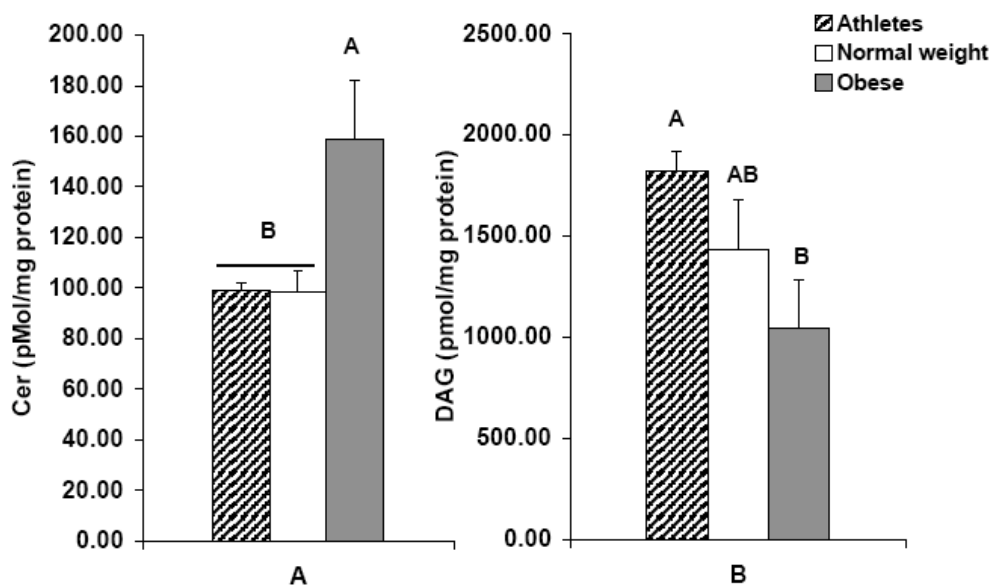 Cer (pMol/mg protein)
200.00
180.00
160.00
140.00
120.00
100.00
80.00
60.00
40.00
20.00
0.00
A
B
A
DAG (pmol/mg protein)
2500.00
2000.00
1500.00
1000.00
500.00
0.00
A
AB
B
B
Athletes
Normal weight
Obese